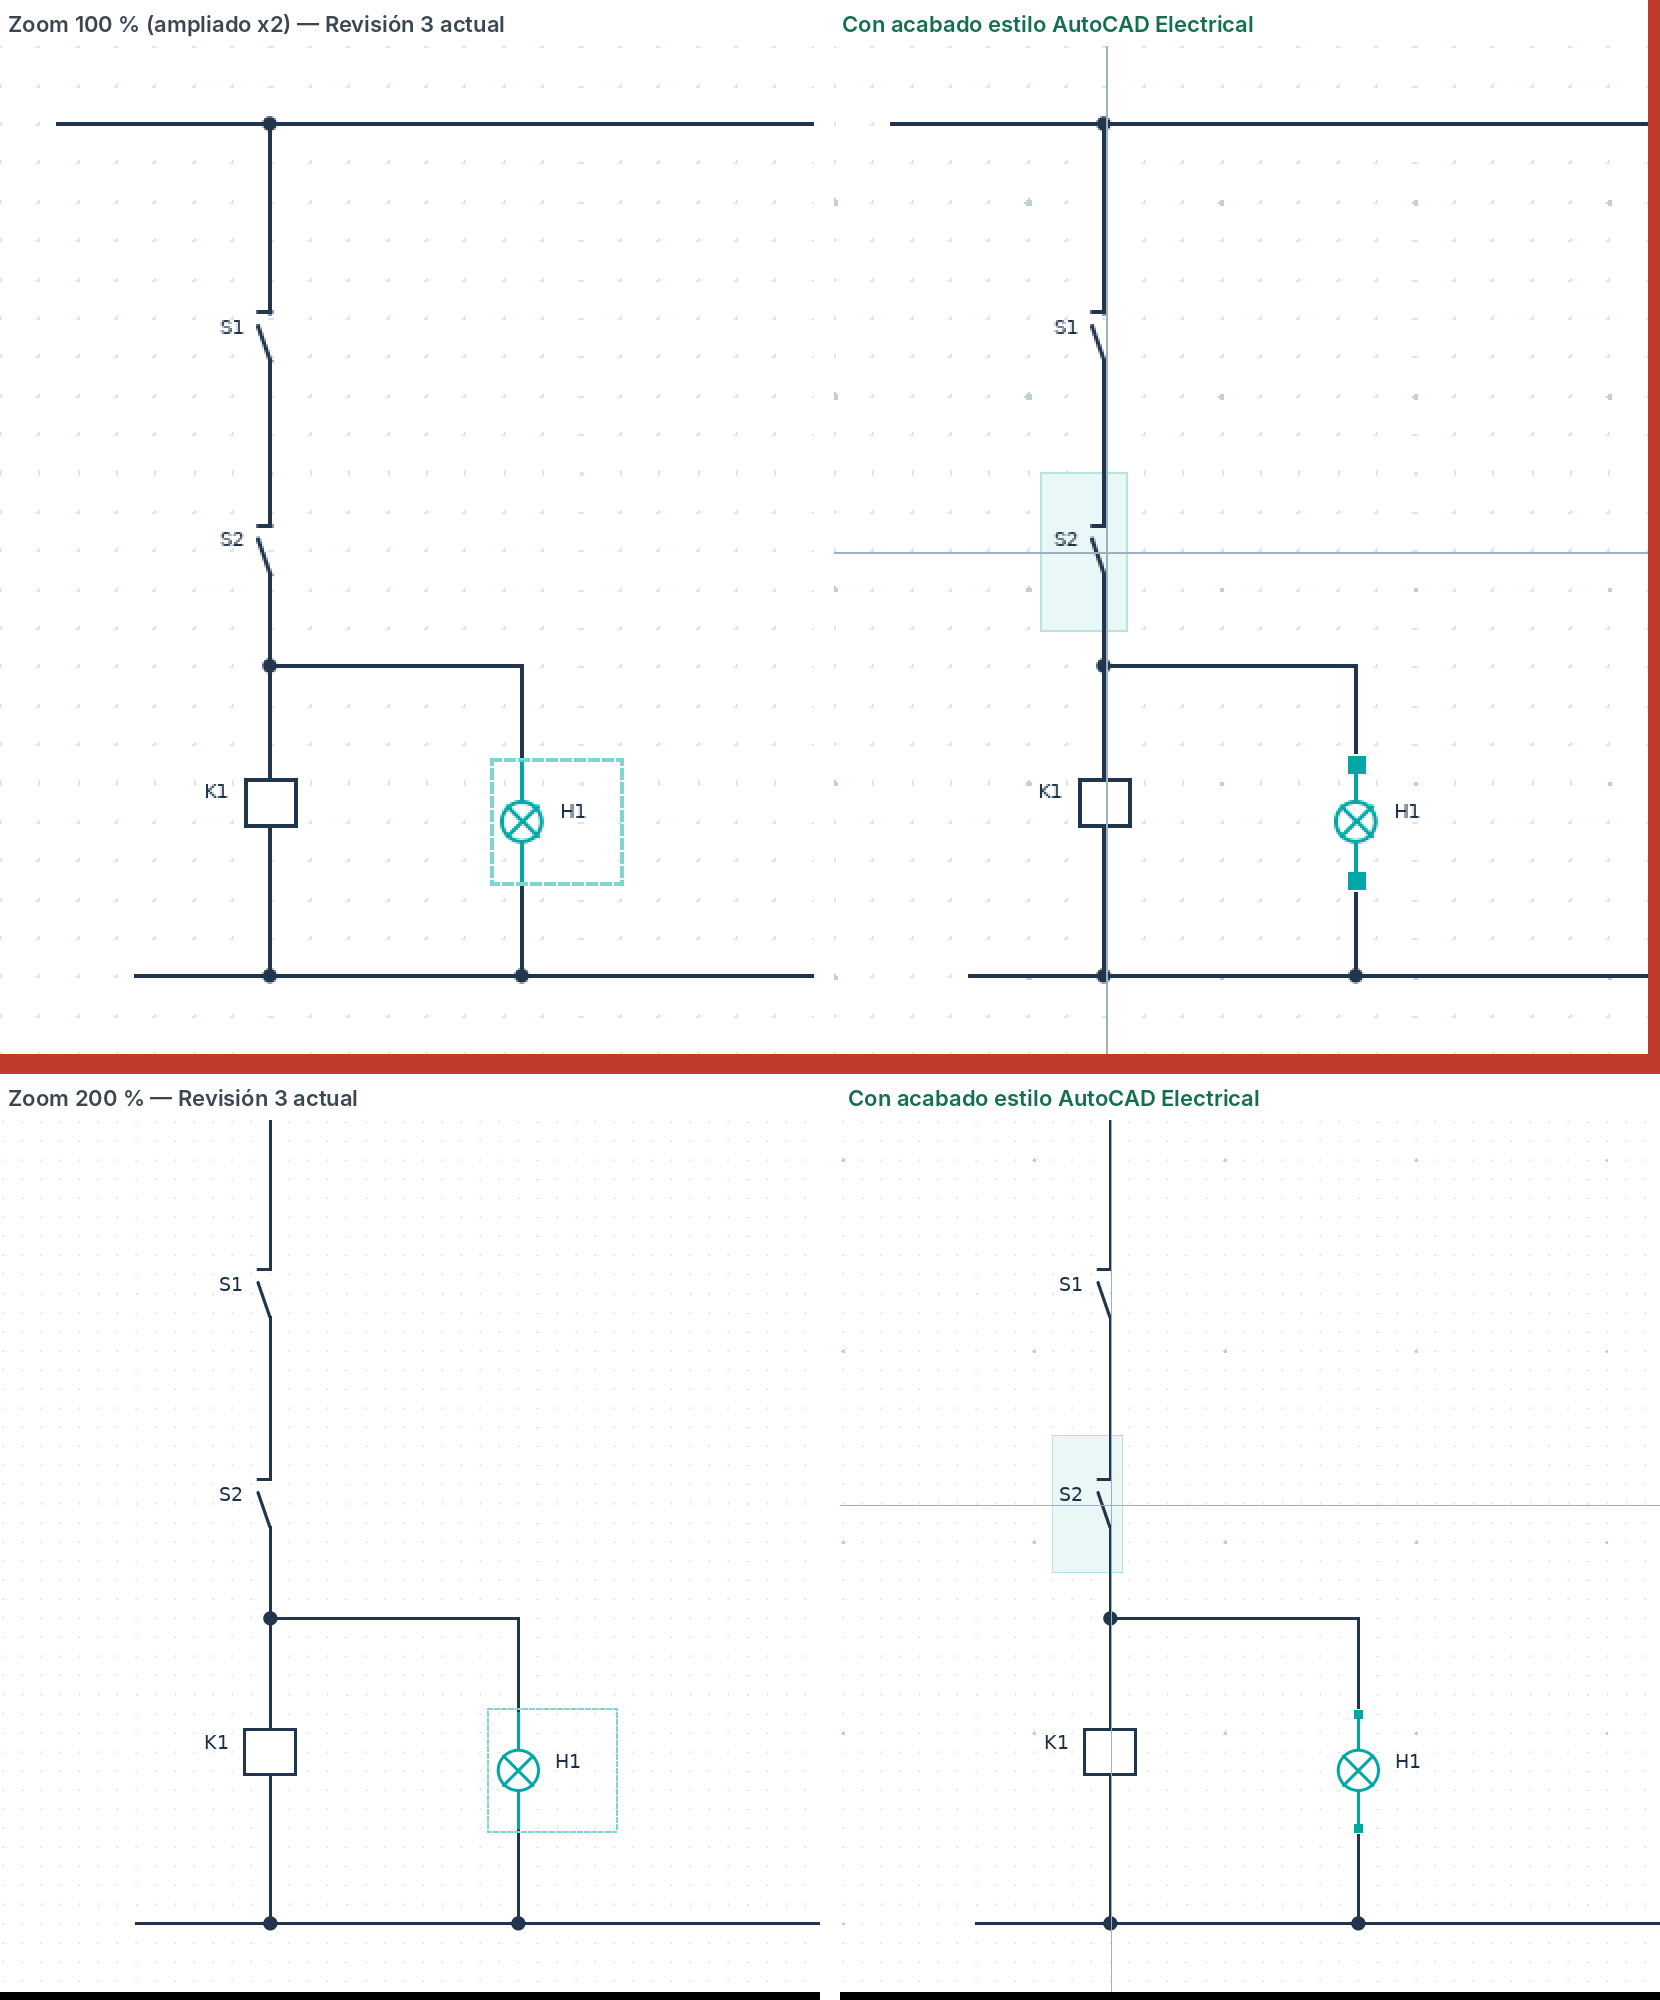 Zoom 100 % (ampliado x2) — Revisión 3 actual
Con acabado estilo AutoCAD Electrical
S1
S1
S2
S2
K1
H1
K1
H1
Zoom 200 % — Revisión 3 actual
Con acabado estilo AutoCAD Electrical
S1
S1
S2
S2
K1
H1
K1
H1